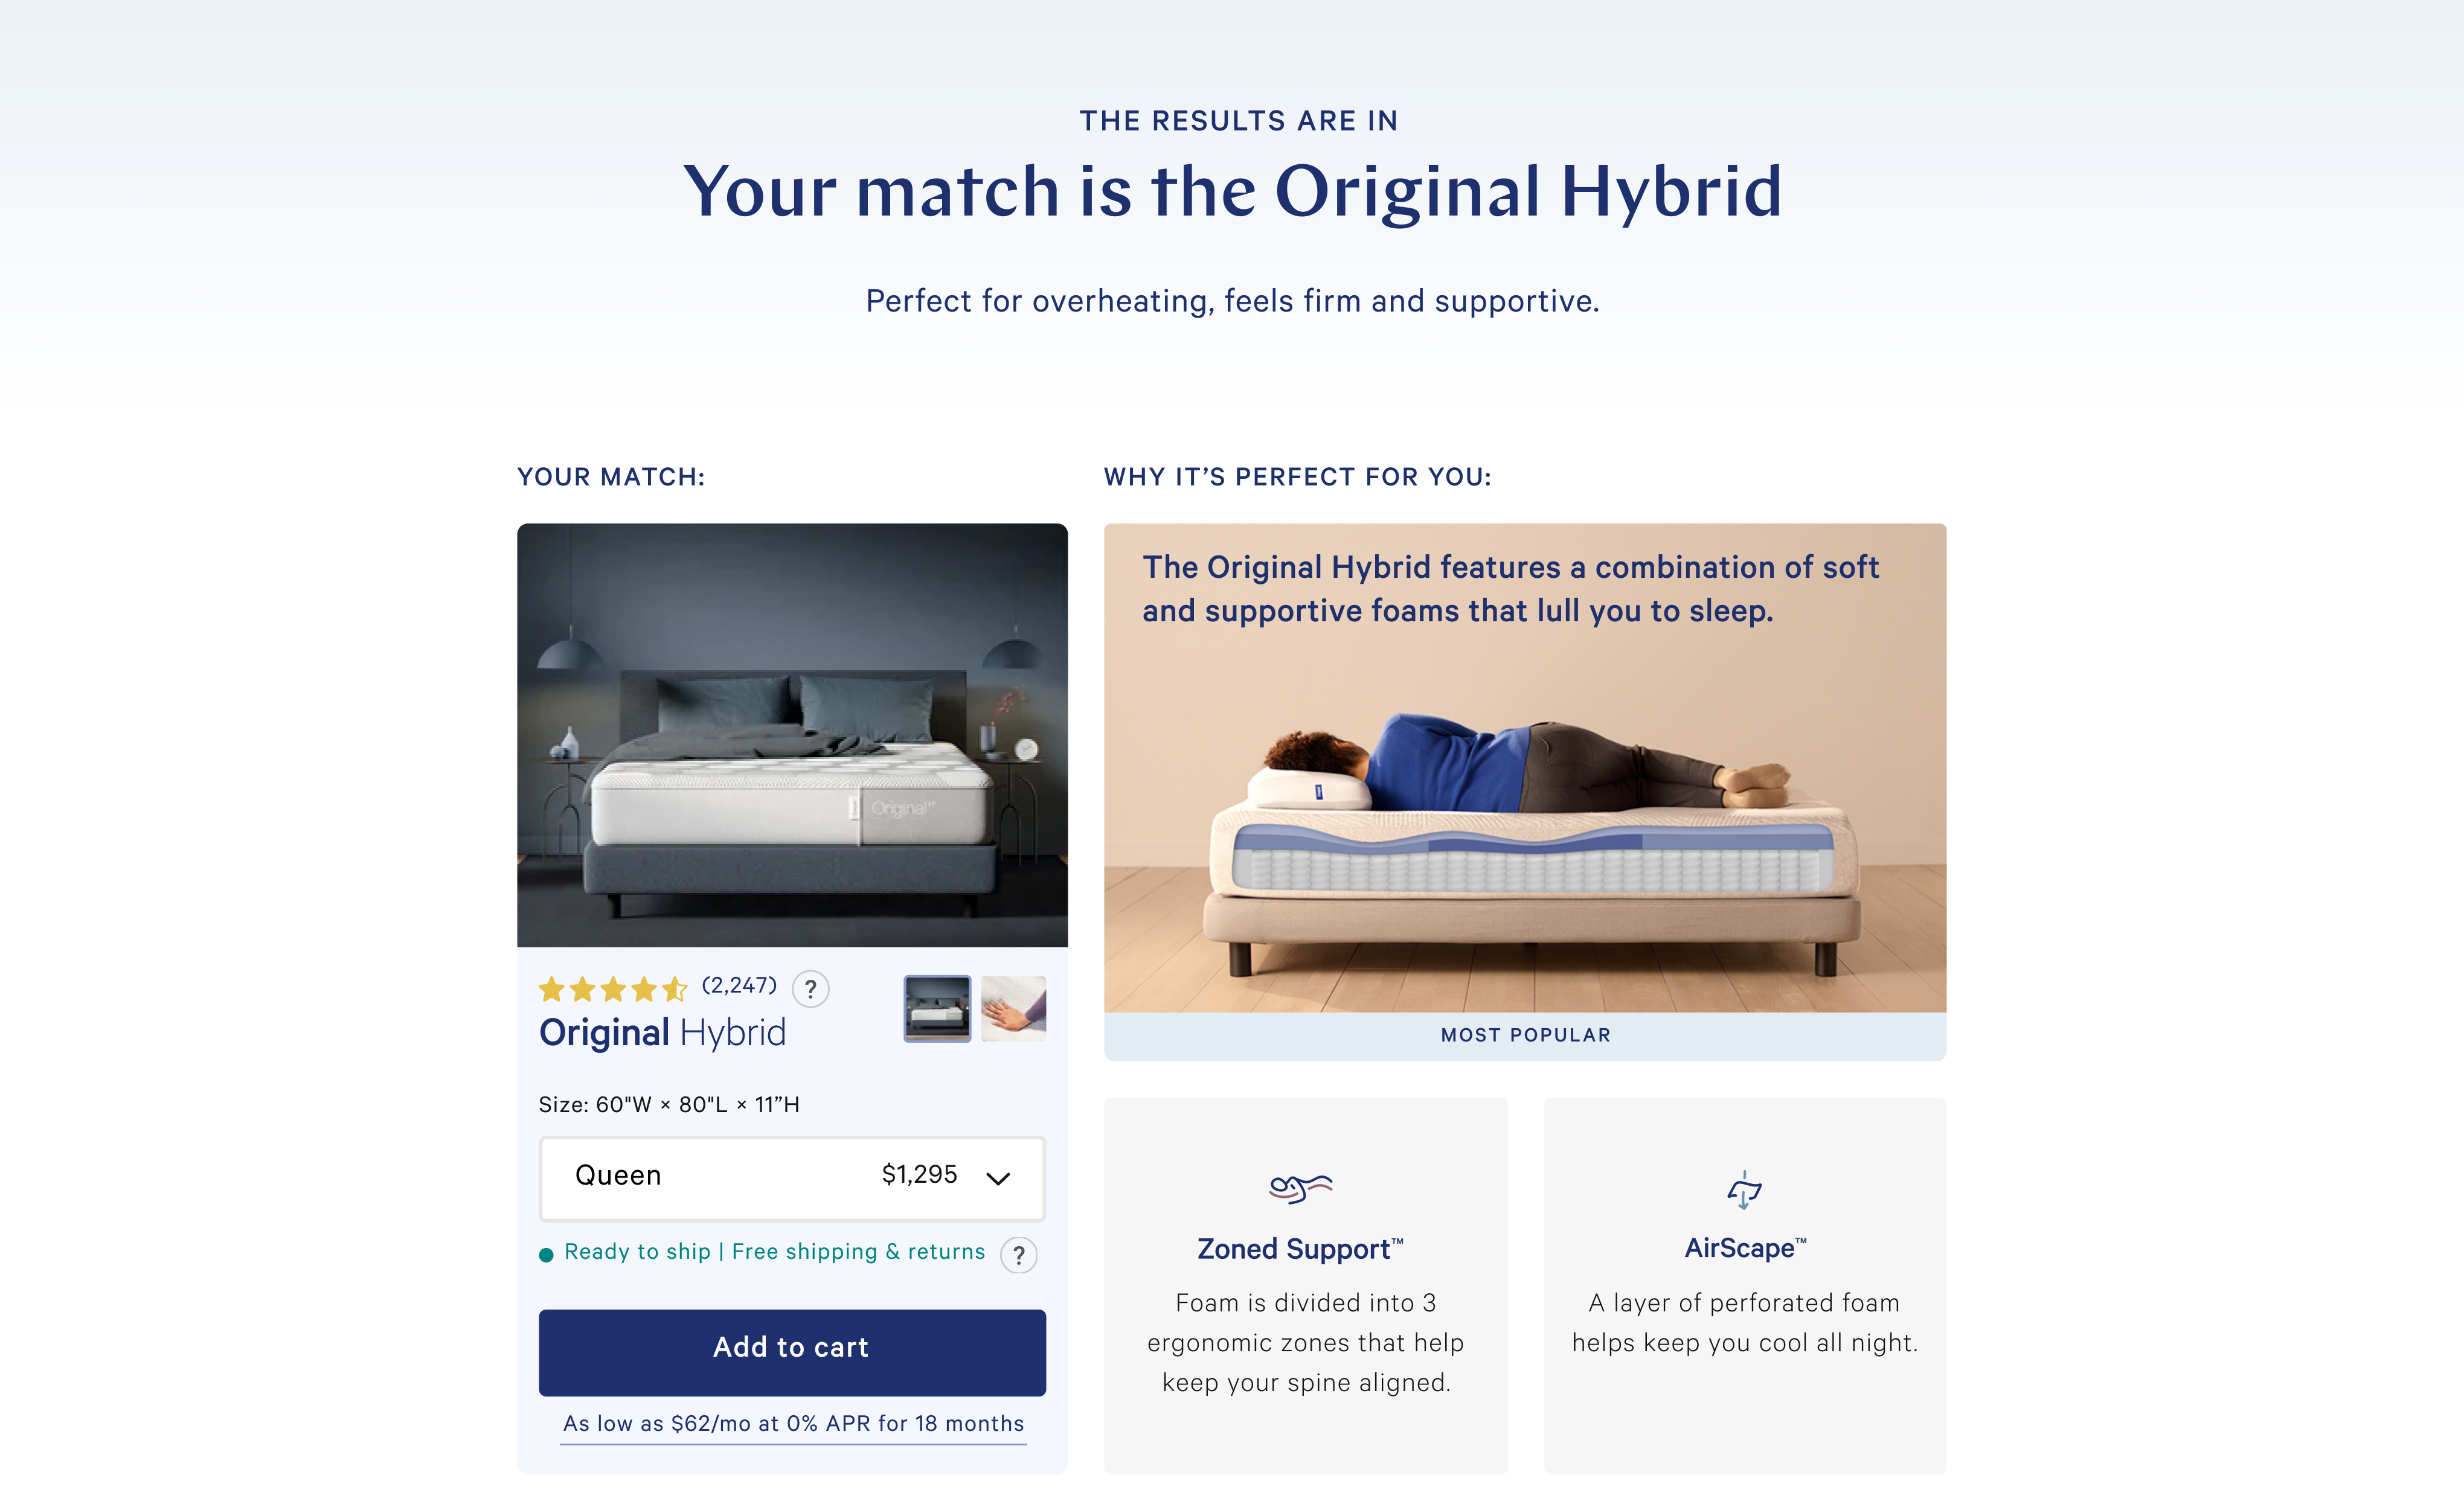 THE RESULTS ARE IN
Your match is the Original Hybrid
Perfect for overheating, feels firm and supportive.
YOUR MATCH:
Original™
(2,247) ?
Original Hybrid
Size: 60"W × 80"L × 11”H
Queen $1,295
Ready to ship | Free shipping & returns ?
Add to cart
As low as $62/mo at 0% APR for 18 months
WHY IT’S PERFECT FOR YOU:
The Original Hybrid features a combination of soft
and supportive foams that lull you to sleep.
MOST POPULAR
Zoned Support™
Foam is divided into 3
ergonomic zones that help
keep your spine aligned.
AirScape™
A layer of perforated foam
helps keep you cool all night.